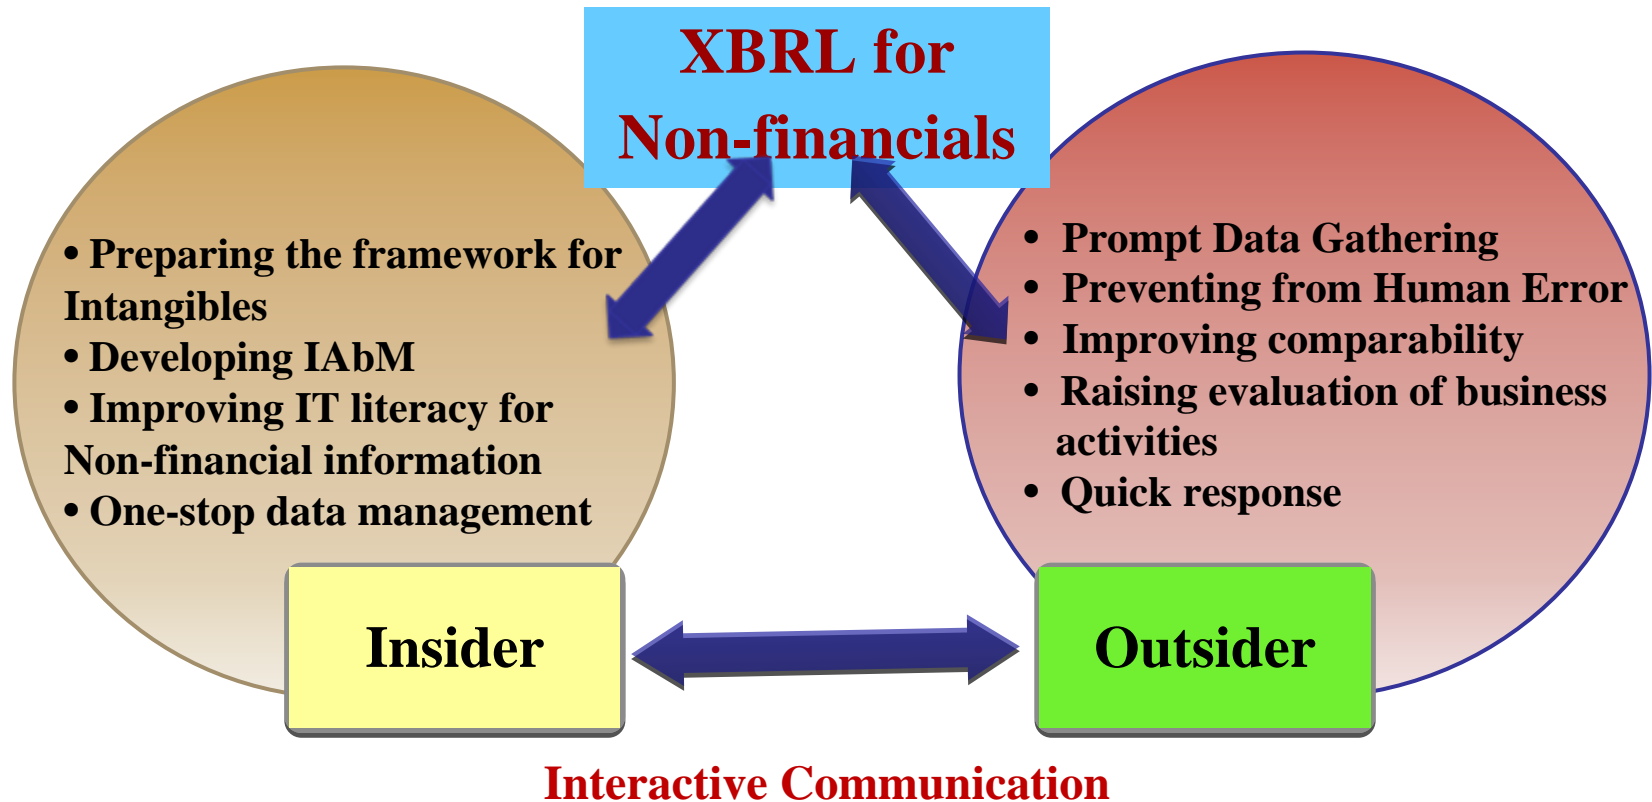 XBRL for
Non-financials
• Preparing the framework for
Intangibles
• Developing IAbM
• Improving IT literacy for
Non-financial information
• One-stop data management
• Prompt Data Gathering
• Preventing from Human Error
• Improving comparability
• Raising evaluation of business
activities
• Quick response
Insider
Outsider
Interactive Communication